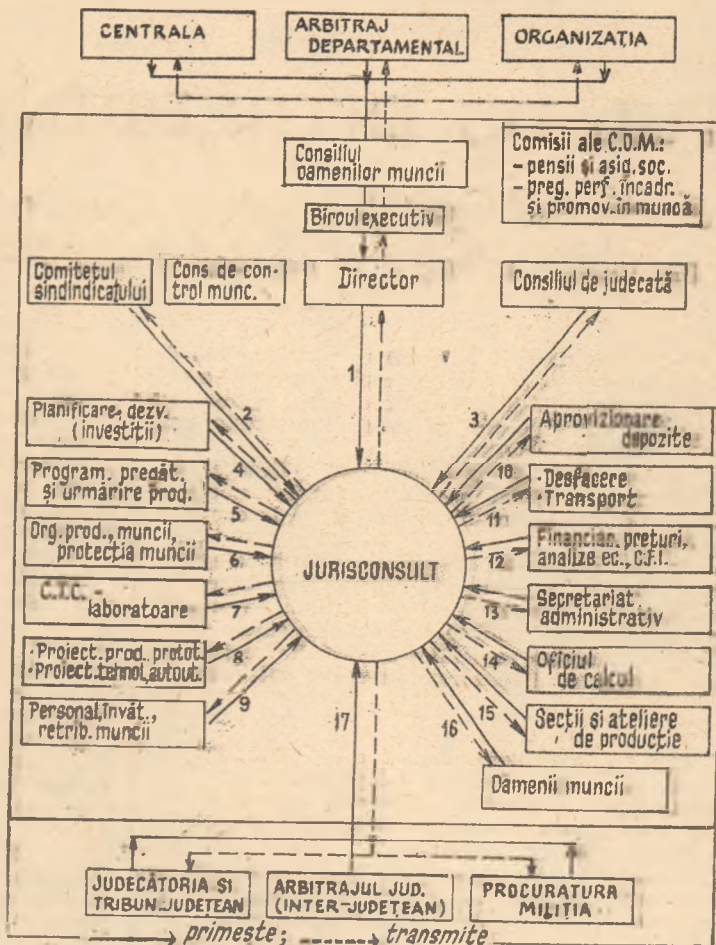 CENTRALA
ARBITRAJ
DEPARTAMENTAL
ORGANIZAȚIA
Consiliul
oamenilor muncii
Comisii ale C.O.M.:
- pensii și asig. soc.
- preg. perf. încadr.
și promov. în muncă
Biroul executiv
Comitetul
sindindicatului
Cons. de con-
trol munc.
Director
Consiliul de judecată
1
2
3
Planificare, dezv.
(investiții)
4
10
Aprovizionare
depozite
Program. predăt.
și urmărire prod.
5
11
·Desfacere
·Transport
Org. prod., muncii,
protecția muncii
6
JURISCONSULT
12
Financiar, prețuri,
analize ec., C.F.I.
C.T.C. -
laboratoare
7
13
Secretariat
administrativ
·Proiect. prod. protot.
·Proiect. tehnol. autout.
8
14
Oficiul
de calcul
Personal, învăț.,
retrib. muncii
9
17
16
15
Secții și ateliere
de producție
Oamenii muncii
JUDECĂTORIA ȘI
TRIBUN. JUDEȚEAN
ARBITRAJUL JUD.
(INTER-JUDEȚEAN)
PROCURATURA
MILIȚIA
primește; transmite